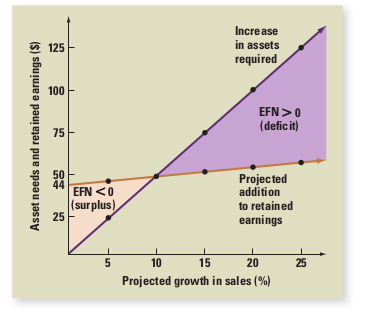 Asset needs and retained earnings ($)
125
100
75
50
44
25
Increase
in assets
required
EFN > 0
(deficit)
EFN < 0
(surplus)
Projected
addition
to retained
earnings
5 10 15 20 25
Projected growth in sales (%)